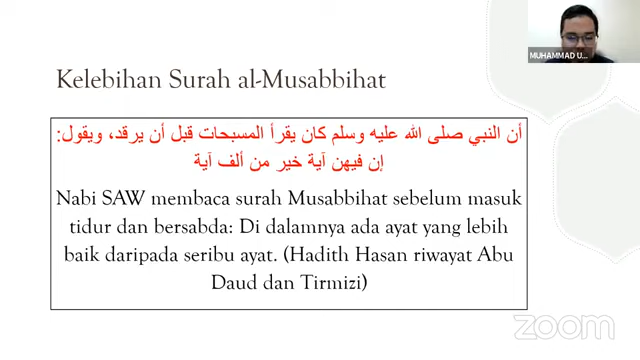 MUHAMMAD U...
Kelebihan Surah al-Musabbihat
أن النبي صلى الله عليه وسلم كان يقرأ المسبحات قبل أن يرقد، ويقول:
إن فيهن آية خير من ألف آية
Nabi SAW membaca surah Musabbihat sebelum masuk
tidur dan bersabda: Di dalamnya ada ayat yang lebih
baik daripada seribu ayat. (Hadith Hasan riwayat Abu
Daud dan Tirmizi)
zoom